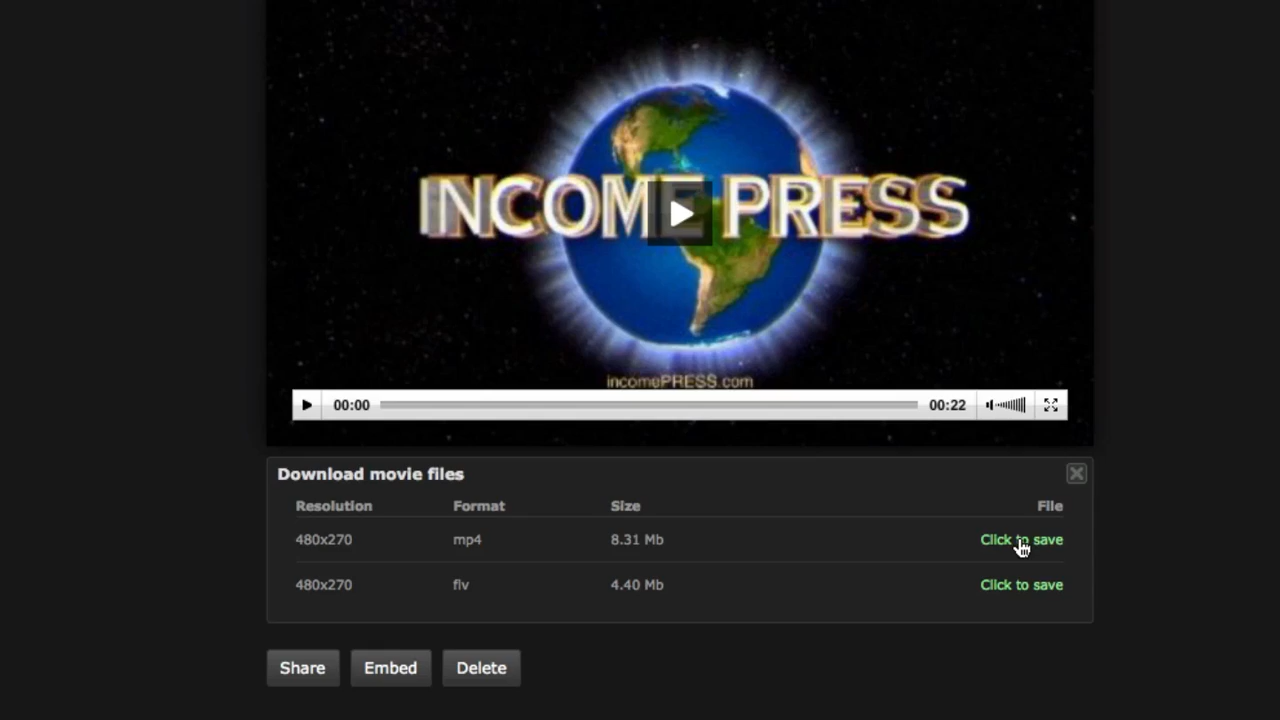 INCOME PRESS
incomePRESS.com
00:00 00:22
Download movie files
Resolution Format Size File
480x270 mp4 8.31 Mb Click to save
480x270 flv 4.40 Mb Click to save
Share Embed Delete